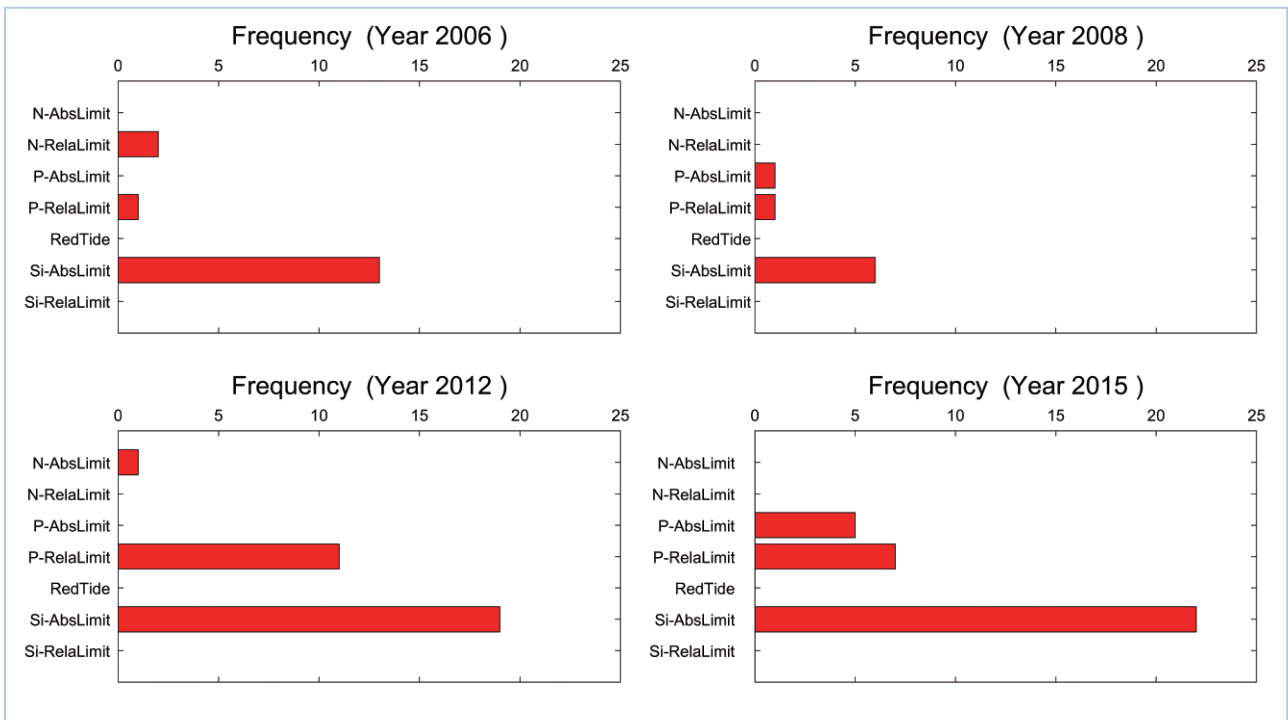 Frequency (Year 2006 )
0 5 10 15 20 25
N-AbsLimit
N-RelaLimit
P-AbsLimit
P-RelaLimit
RedTide
Si-AbsLimit
Si-RelaLimit
Frequency (Year 2008 )
0 5 10 15 20 25
N-AbsLimit
N-RelaLimit
P-AbsLimit
P-RelaLimit
RedTide
Si-AbsLimit
Si-RelaLimit
Frequency (Year 2012 )
0 5 10 15 20 25
N-AbsLimit
N-RelaLimit
P-AbsLimit
P-RelaLimit
RedTide
Si-AbsLimit
Si-RelaLimit
Frequency (Year 2015 )
0 5 10 15 20 25
N-AbsLimit
N-RelaLimit
P-AbsLimit
P-RelaLimit
RedTide
Si-AbsLimit
Si-RelaLimit